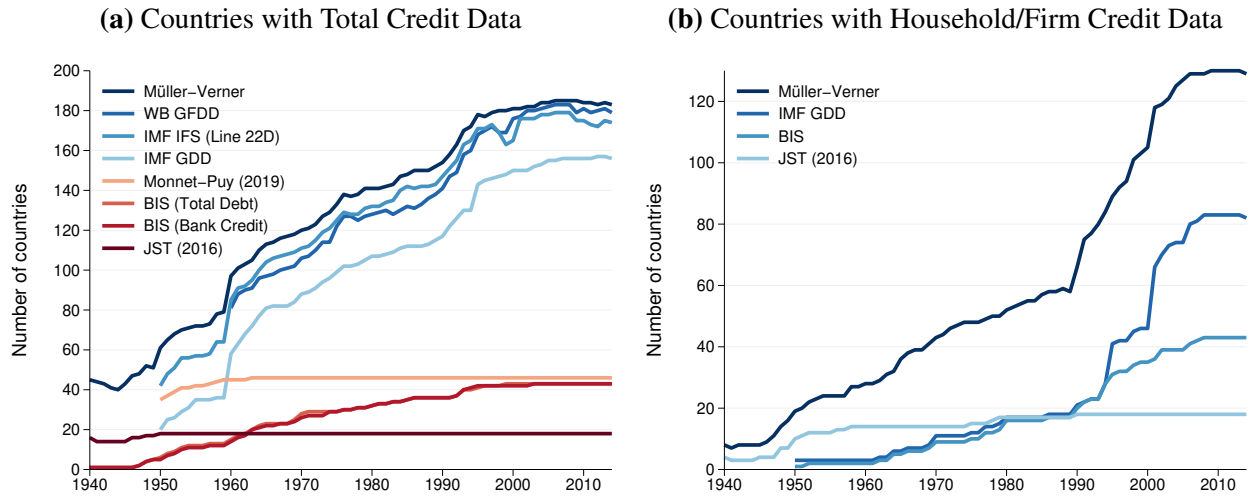 (a) Countries with Total Credit Data
Number of countries
200
180
160
140
120
100
80
60
40
20
0
Müller−Verner
WB GFDD
IMF IFS (Line 22D)
IMF GDD
Monnet−Puy (2019)
BIS (Total Debt)
BIS (Bank Credit)
JST (2016)
1940 1950 1960 1970 1980 1990 2000 2010
(b) Countries with Household/Firm Credit Data
Number of countries
120
100
80
60
40
20
0
Müller−Verner
IMF GDD
BIS
JST (2016)
1940 1950 1960 1970 1980 1990 2000 2010